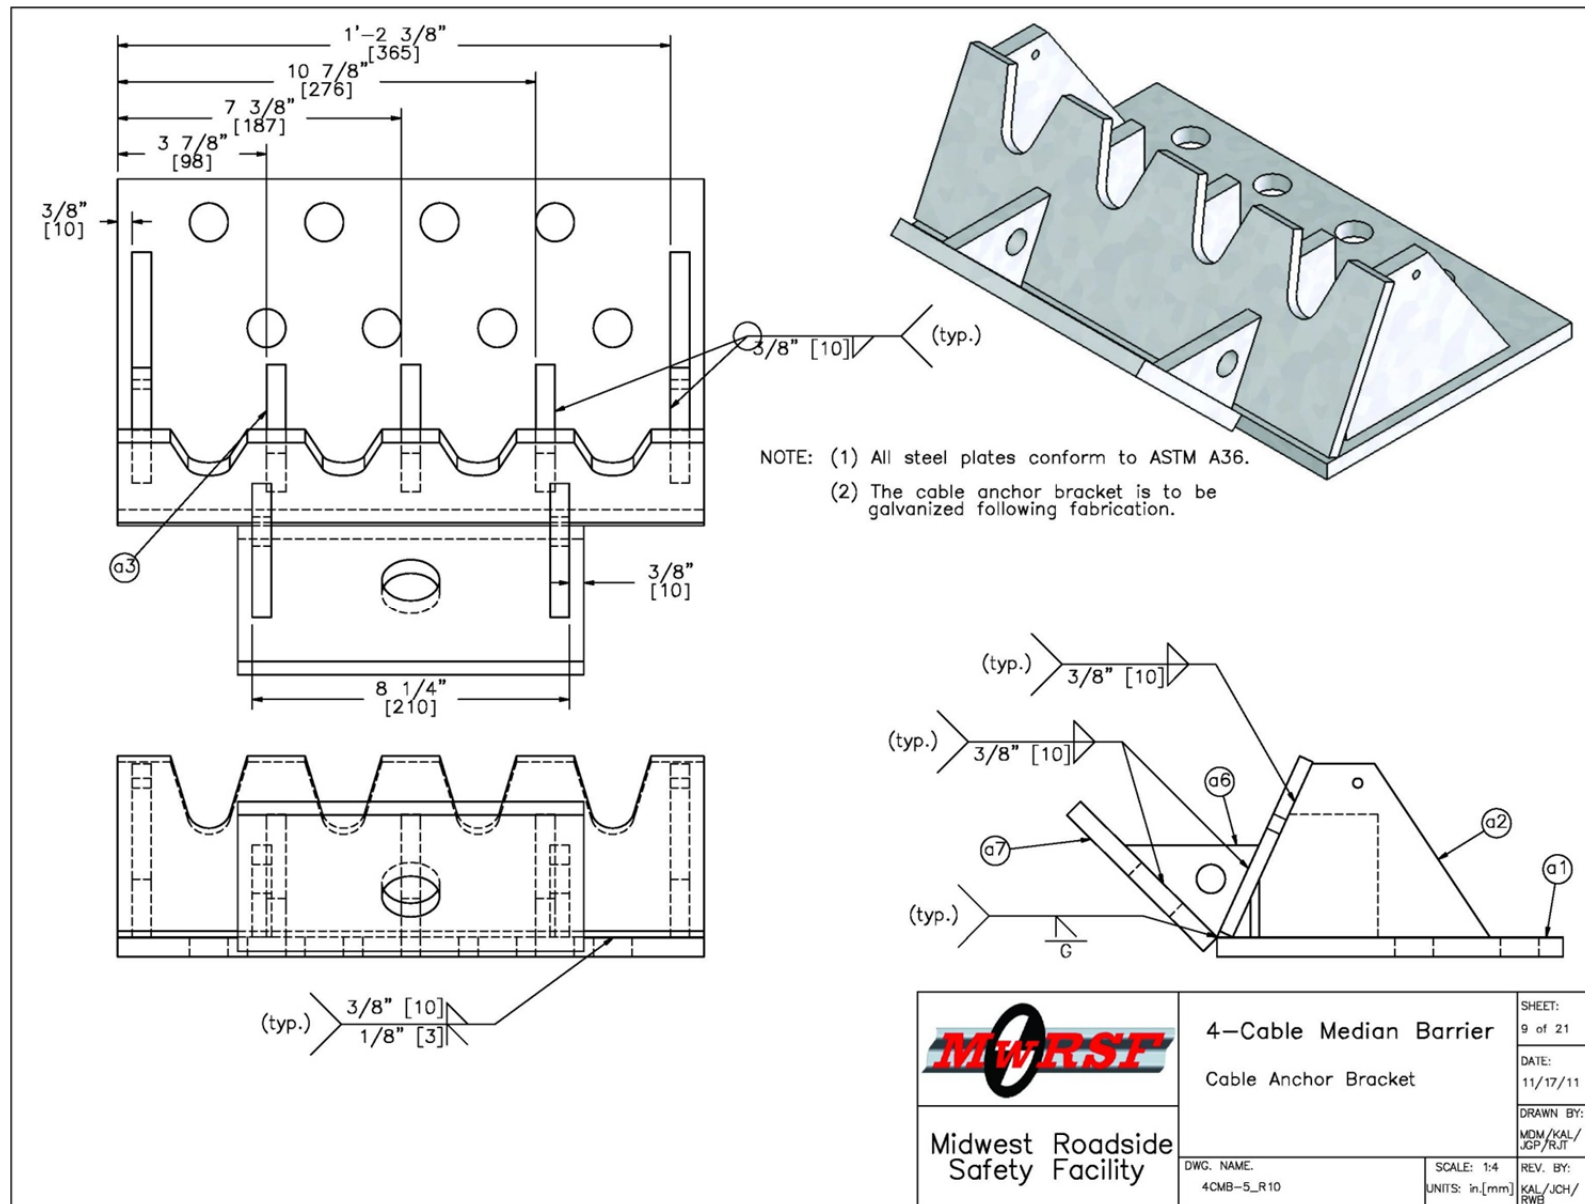 1'-2 3/8"
[365]
10 7/8"
[276]
7 3/8"
[187]
3 7/8"
[98]
3/8"
[10]
3/8" [10]
(typ.)
NOTE: (1) All steel plates conform to ASTM A36.
(2) The cable anchor bracket is to be
galvanized following fabrication.
a3
3/8"
[10]
8 1/4"
[210]
(typ.)
3/8" [10]
(typ.)
3/8" [10]
a6
a7
a2
a1
(typ.)
G
(typ.)
3/8" [10]
1/8" [3]
MwRSF
Midwest Roadside
Safety Facility
4-Cable Median Barrier
Cable Anchor Bracket
SHEET:
9 of 21
DATE:
11/17/11
DRAWN BY:
MDM/KAL/
JGP/RJT
DWG. NAME.
4CMB-5_R10
SCALE: 1:4
UNITS: in.[mm]
REV. BY:
KAL/JCH/
RWB